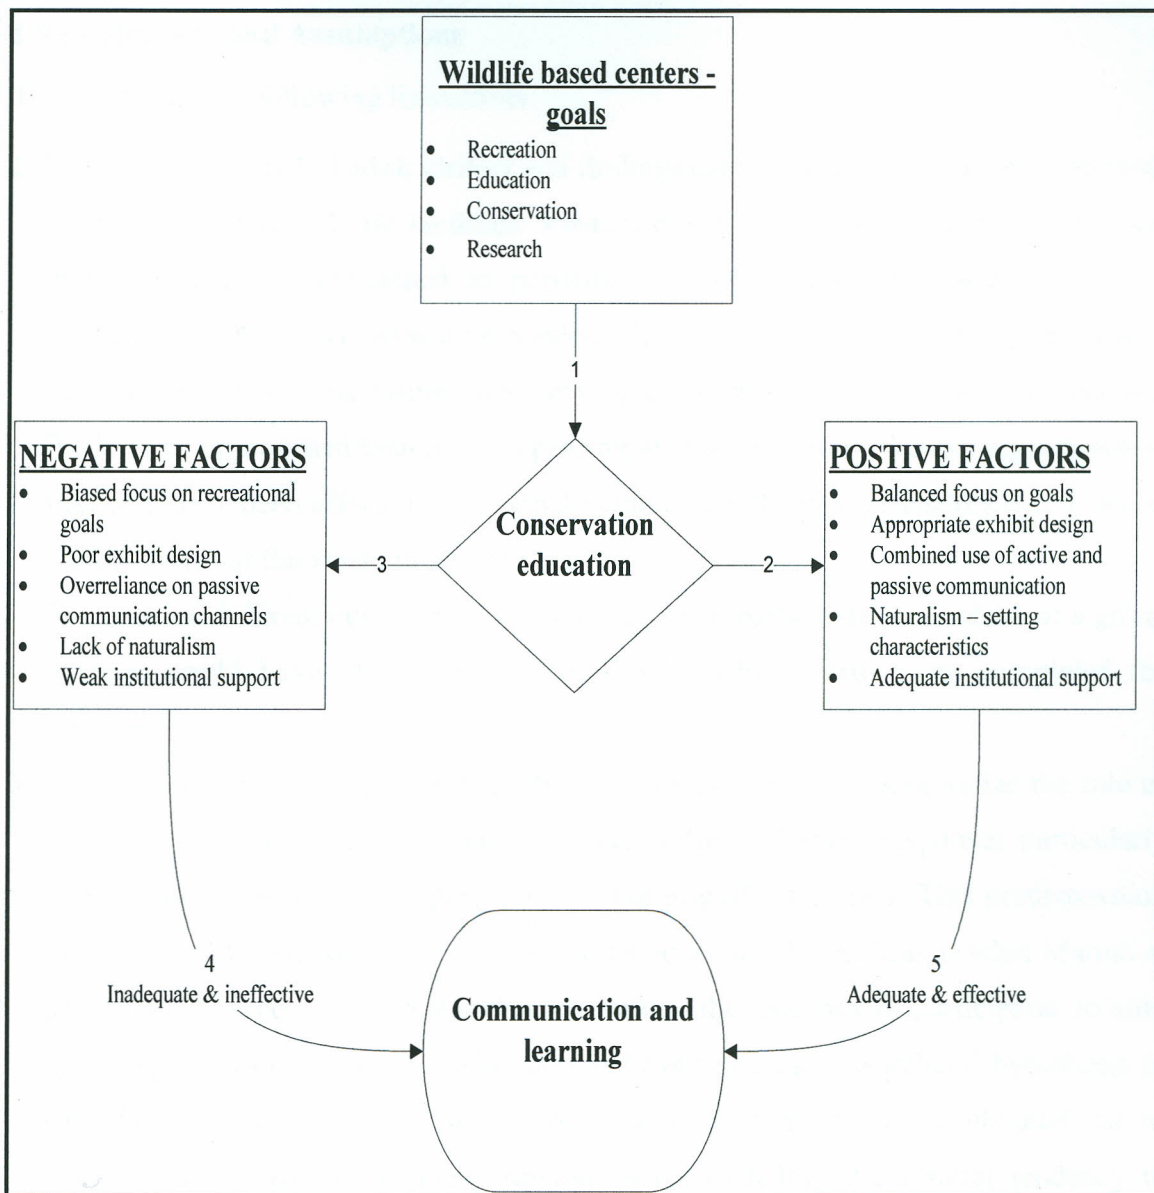 Wildlife based centers -
goals
• Recreation
• Education
• Conservation
• Research
1
NEGATIVE FACTORS
• Biased focus on recreational
goals
• Poor exhibit design
• Overreliance on passive
communication channels
• Lack of naturalism
• Weak institutional support
3
Conservation
education
2
POSTIVE FACTORS
• Balanced focus on goals
• Appropriate exhibit design
• Combined use of active and
passive communication
• Naturalism – setting
characteristics
• Adequate institutional support
4
Inadequate & ineffective
5
Adequate & effective
Communication and
learning